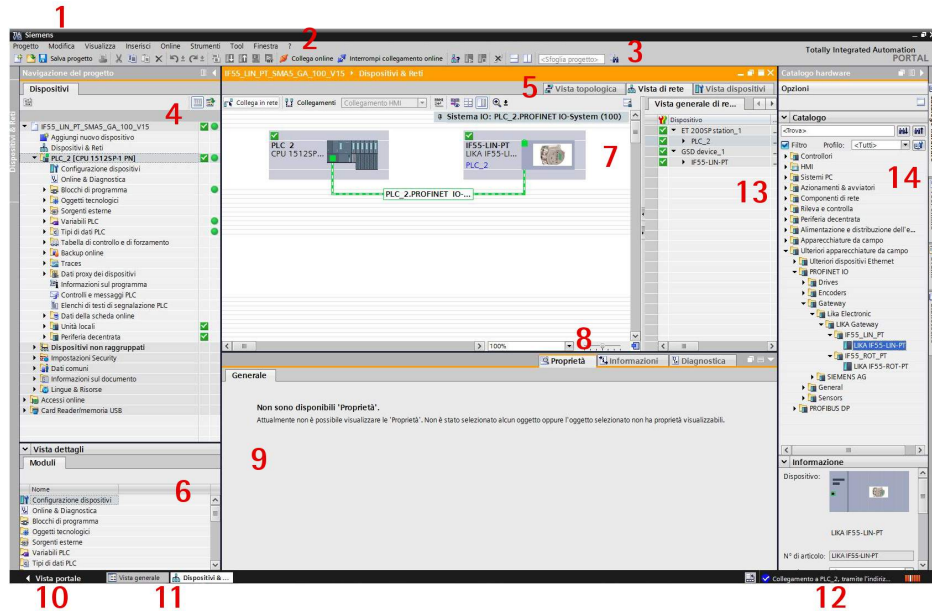 1
Siemens
Progetto Modifica Visualizza Inserisci Online Strumenti Tool Finestra ?
2
Totally Integrated Automation
PORTAL
Salva progetto
Collega online
Interrompi collegamento online
<Sfoglia progetto>
3
Navigazione del progetto
Dispositivi
4
IF55_LIN_PT_SMA5_GA_100_V15
Aggiungi nuovo dispositivo
Dispositivi & Reti
PLC_2 [CPU 1512SP-1 PN]
Configurazione dispositivi
Online & Diagnostica
Blocchi di programma
Oggetti tecnologici
Sorgenti esterne
Variabili PLC
Tipi di dati PLC
Tabella di controllo e di forzamento
Backup online
Traces
Dati proxy dei dispositivi
Informazioni sul programma
Controlli e messaggi PLC
Elenchi di testi di segnalazione PLC
Dati della scheda online
Unità locali
Periferia decentrata
Dispositivi non raggruppati
Impostazioni Security
Dati comuni
Informazioni sul documento
Lingue & Risorse
Accessi online
Card Reader/memoria USB
Dispositivi & Reti
Vista dettagli
Moduli
6
Nome
Configurazione dispositivi
Online & Diagnostica
Blocchi di programma
Oggetti tecnologici
Sorgenti esterne
Variabili PLC
Tipi di dati PLC
IF55_LIN_PT_SMA5_GA_100_V15 Dispositivi & Reti
5
Vista topologica
Vista di rete
Vista dispositivi
Collega in rete
Collegamenti
Collegamento HMI
Sistema IO: PLC_2.PROFINET IO-System (100)
PLC 2
CPU 1512SP...
IF55-LIN-PT
LIKA IF55-LI...
PLC_2
7
PLC_2.PROFINET IO-...
100%
8
Vista generale di re...
Dispositivo
ET 200SP station_1
PLC_2
GSD device_1
IF55-LIN-PT
13
Proprietà
Informazioni
Diagnostica
Generale
Non sono disponibili 'Proprietà'.
Attualmente non è possibile visualizzare le 'Proprietà'. Non è stato selezionato alcun oggetto oppure l'oggetto selezionato non ha proprietà visualizzabili.
9
Catalogo hardware
Opzioni
Catalogo
<Trova>
Filtro
Profilo:
<Tutti>
14
Controllori
HMI
Sistemi PC
Azionamenti & avviatori
Componenti di rete
Rileva e controlla
Periferia decentrata
Alimentazione e distribuzione dell'e...
Apparecchiature da campo
Ulteriori apparecchiature da campo
Ulteriori dispositivi Ethernet
PROFINET IO
Drives
Encoders
Gateway
Lika Electronic
LIKA Gateway
IF55_LIN_PT
LIKA IF55-LIN-PT
IF55_ROT_PT
LIKA IF55-ROT-PT
SIEMENS AG
General
Sensors
PROFIBUS DP
Informazione
Dispositivo:
LIKA IF55-LIN-PT
N° di articolo:
LIKA IF55-LIN-PT
Vista portale
Vista generale
Dispositivi &...
Collegamento a PLC_2, tramite l'indiriz...
10
11
12